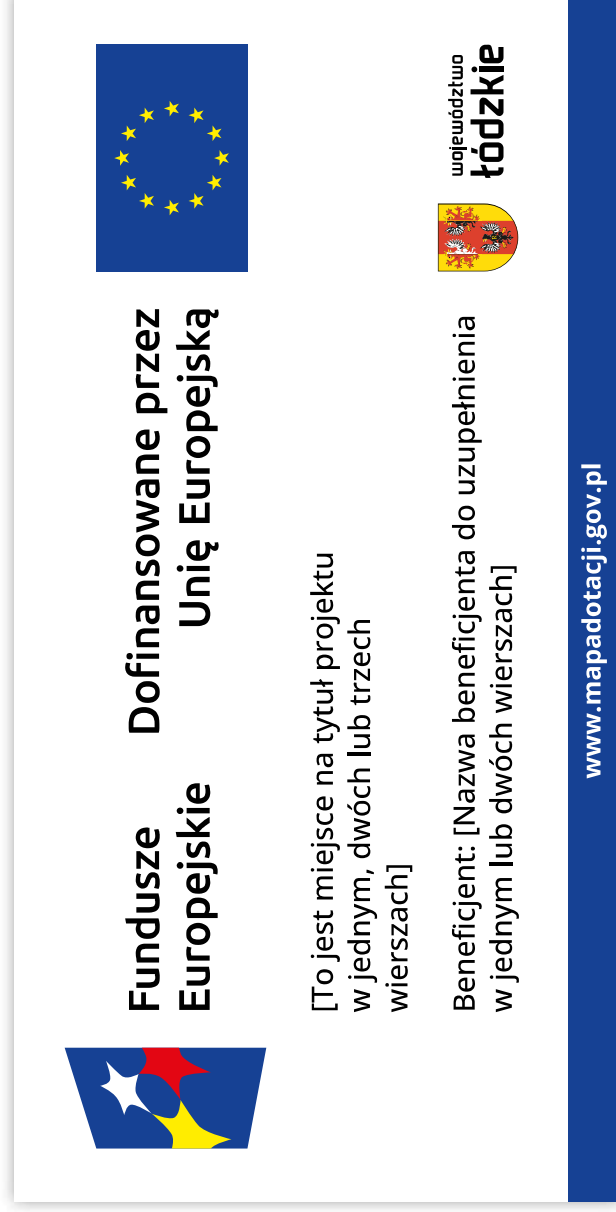 Fundusze
Europejskie
Dofinansowane przez
Unię Europejską
[To jest miejsce na tytuł projektu
w jednym, dwóch lub trzech
wierszach]
Beneficjent: [Nazwa beneficjenta do uzupełnienia
w jednym lub dwóch wierszach]
województwo
łódzkie
www.mapadotacji.gov.pl